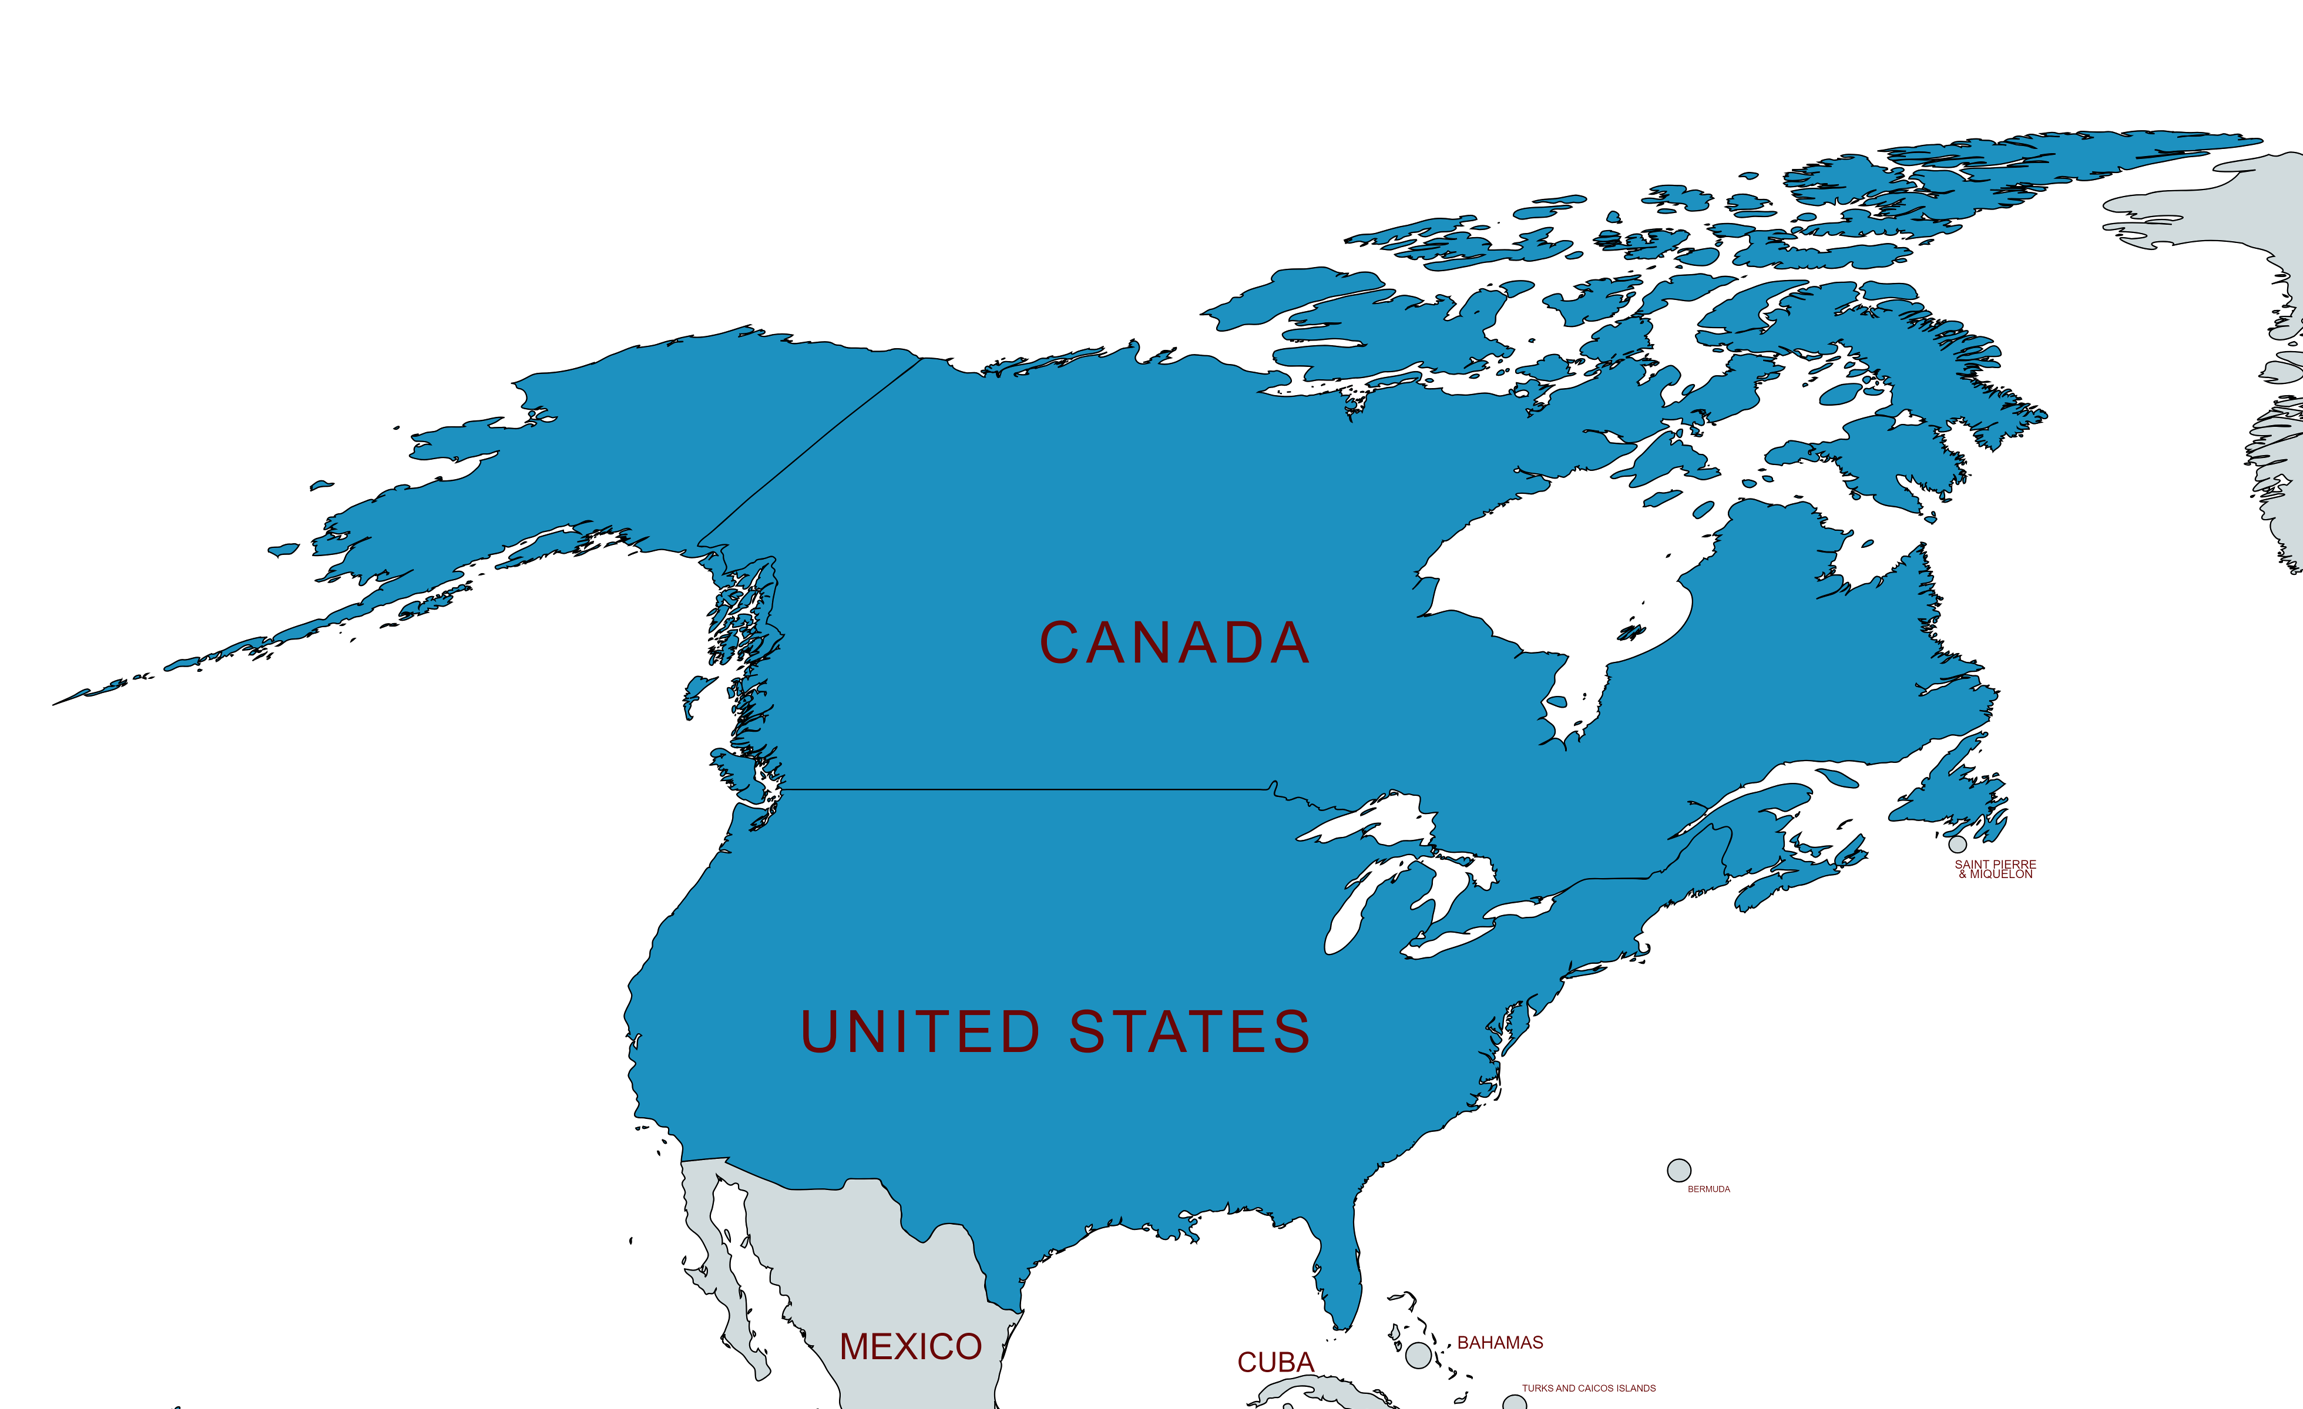 CANADA
SAINT PIERRE
& MIQUELON
UNITED STATES
BERMUDA
MEXICO
BAHAMAS
CUBA
TURKS AND CAICOS ISLANDS